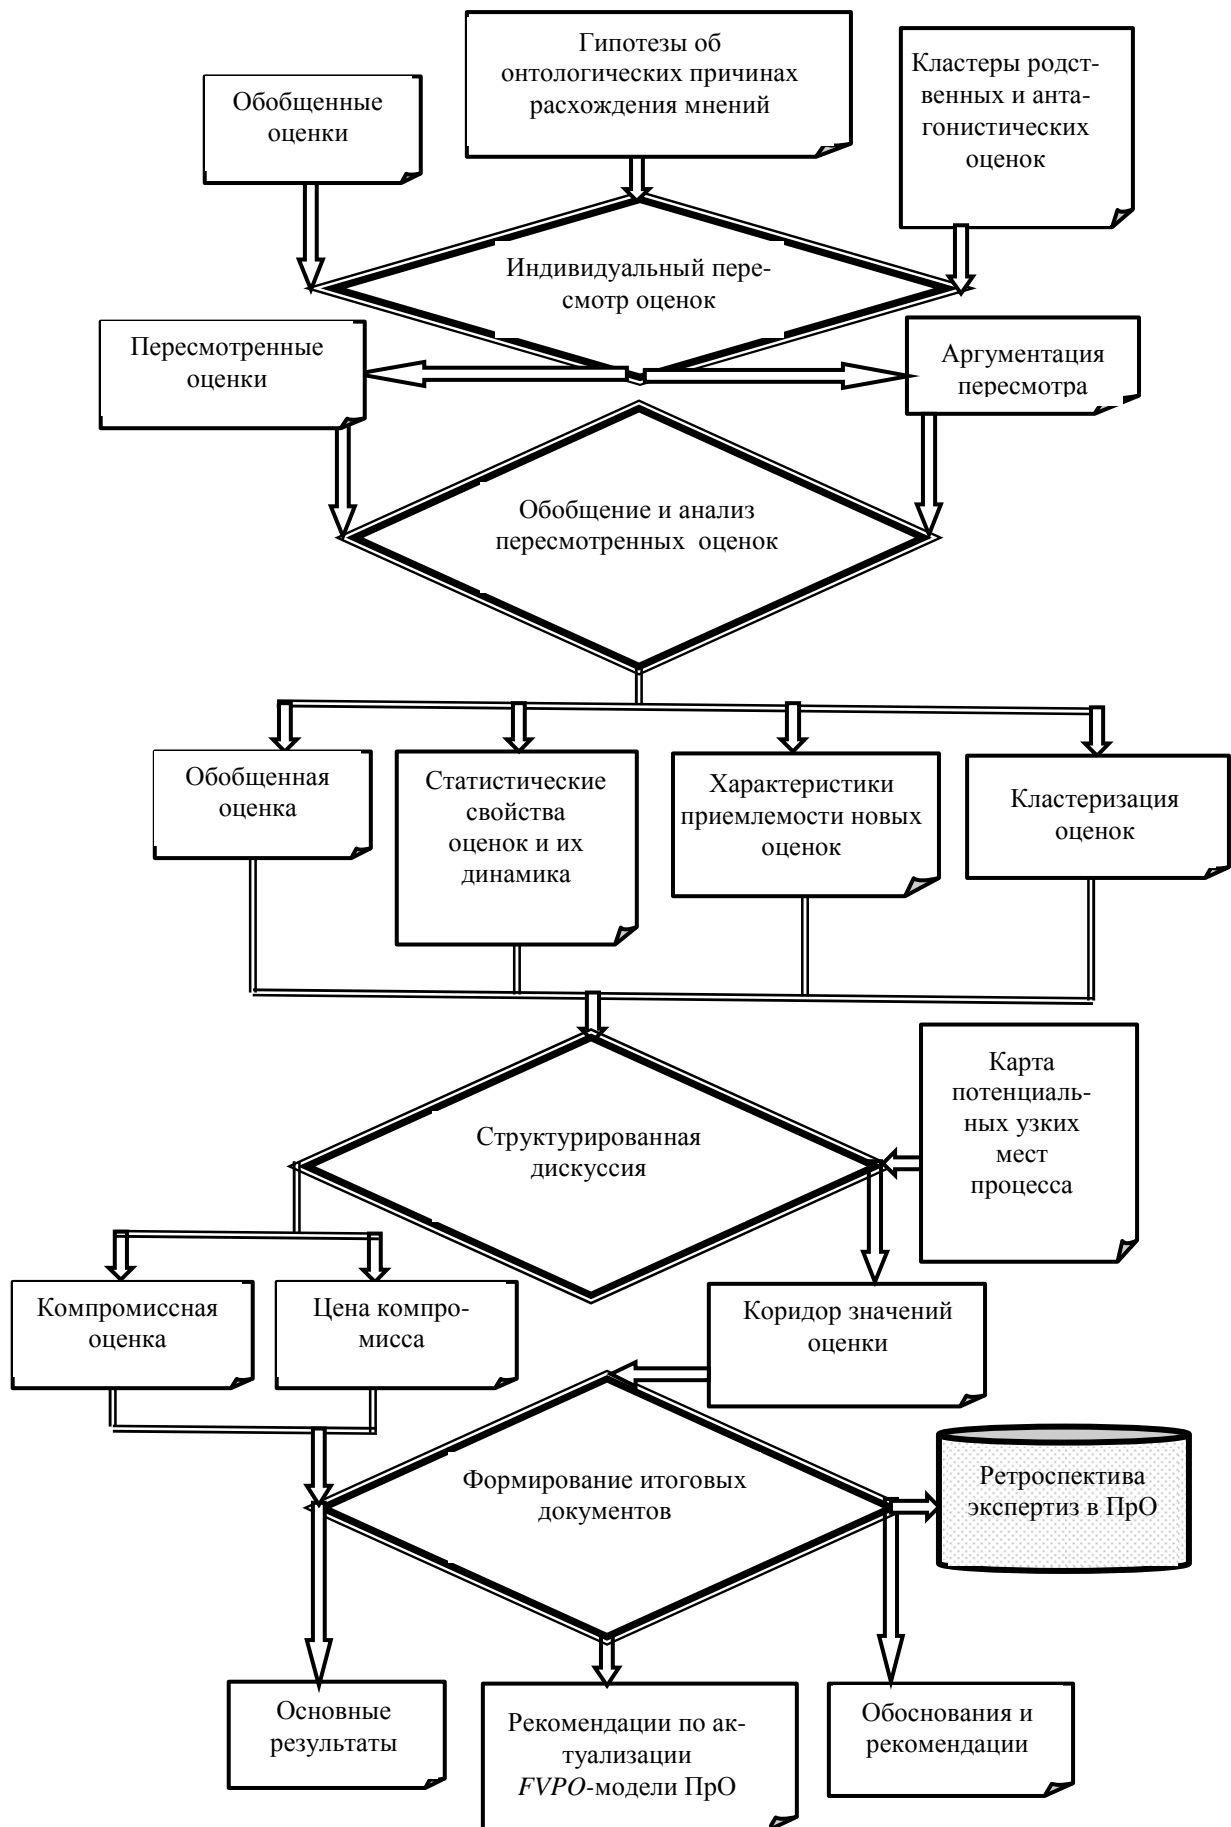 Обобщенные
оценки
Гипотезы об
онтологических причинах
расхождения мнений
Кластеры родст-
венных и анта-
гонистических
оценок
Индивидуальный пере-
смотр оценок
Пересмотренные
оценки
Аргументация
пересмотра
Обобщение и анализ
пересмотренных оценок
Обобщенная
оценка
Статистические
свойства
оценок и их
динамика
Характеристики
приемлемости новых
оценок
Кластеризация
оценок
Структурированная
дискуссия
Карта
потенциаль-
ных узких
мест
процесса
Компромиссная
оценка
Цена компро-
мисса
Коридор значений
оценки
Формирование итоговых
документов
Ретроспектива
экспертиз в ПрО
Основные
результаты
Рекомендации по ак-
туализации
FVPO-модели ПрО
Обоснования и
рекомендации